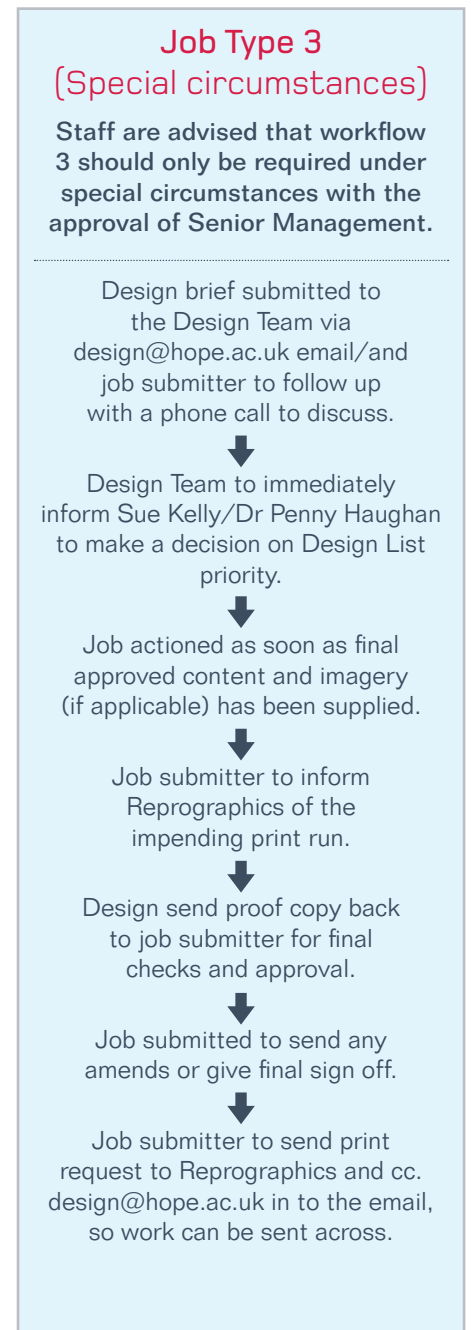 Job Type 3
(Special circumstances)
Staff are advised that workflow
3 should only be required under
special circumstances with the
approval of Senior Management.
Design brief submitted to
the Design Team via
design@hope.ac.uk email/and
job submitter to follow up
with a phone call to discuss.
Design Team to immediately
inform Sue Kelly/Dr Penny Haughan
to make a decision on Design List
priority.
Job actioned as soon as final
approved content and imagery
(if applicable) has been supplied.
Job submitter to inform
Reprographics of the
impending print run.
Design send proof copy back
to job submitter for final
checks and approval.
Job submitted to send any
amends or give final sign off.
Job submitter to send print
request to Reprographics and cc.
design@hope.ac.uk in to the email,
so work can be sent across.